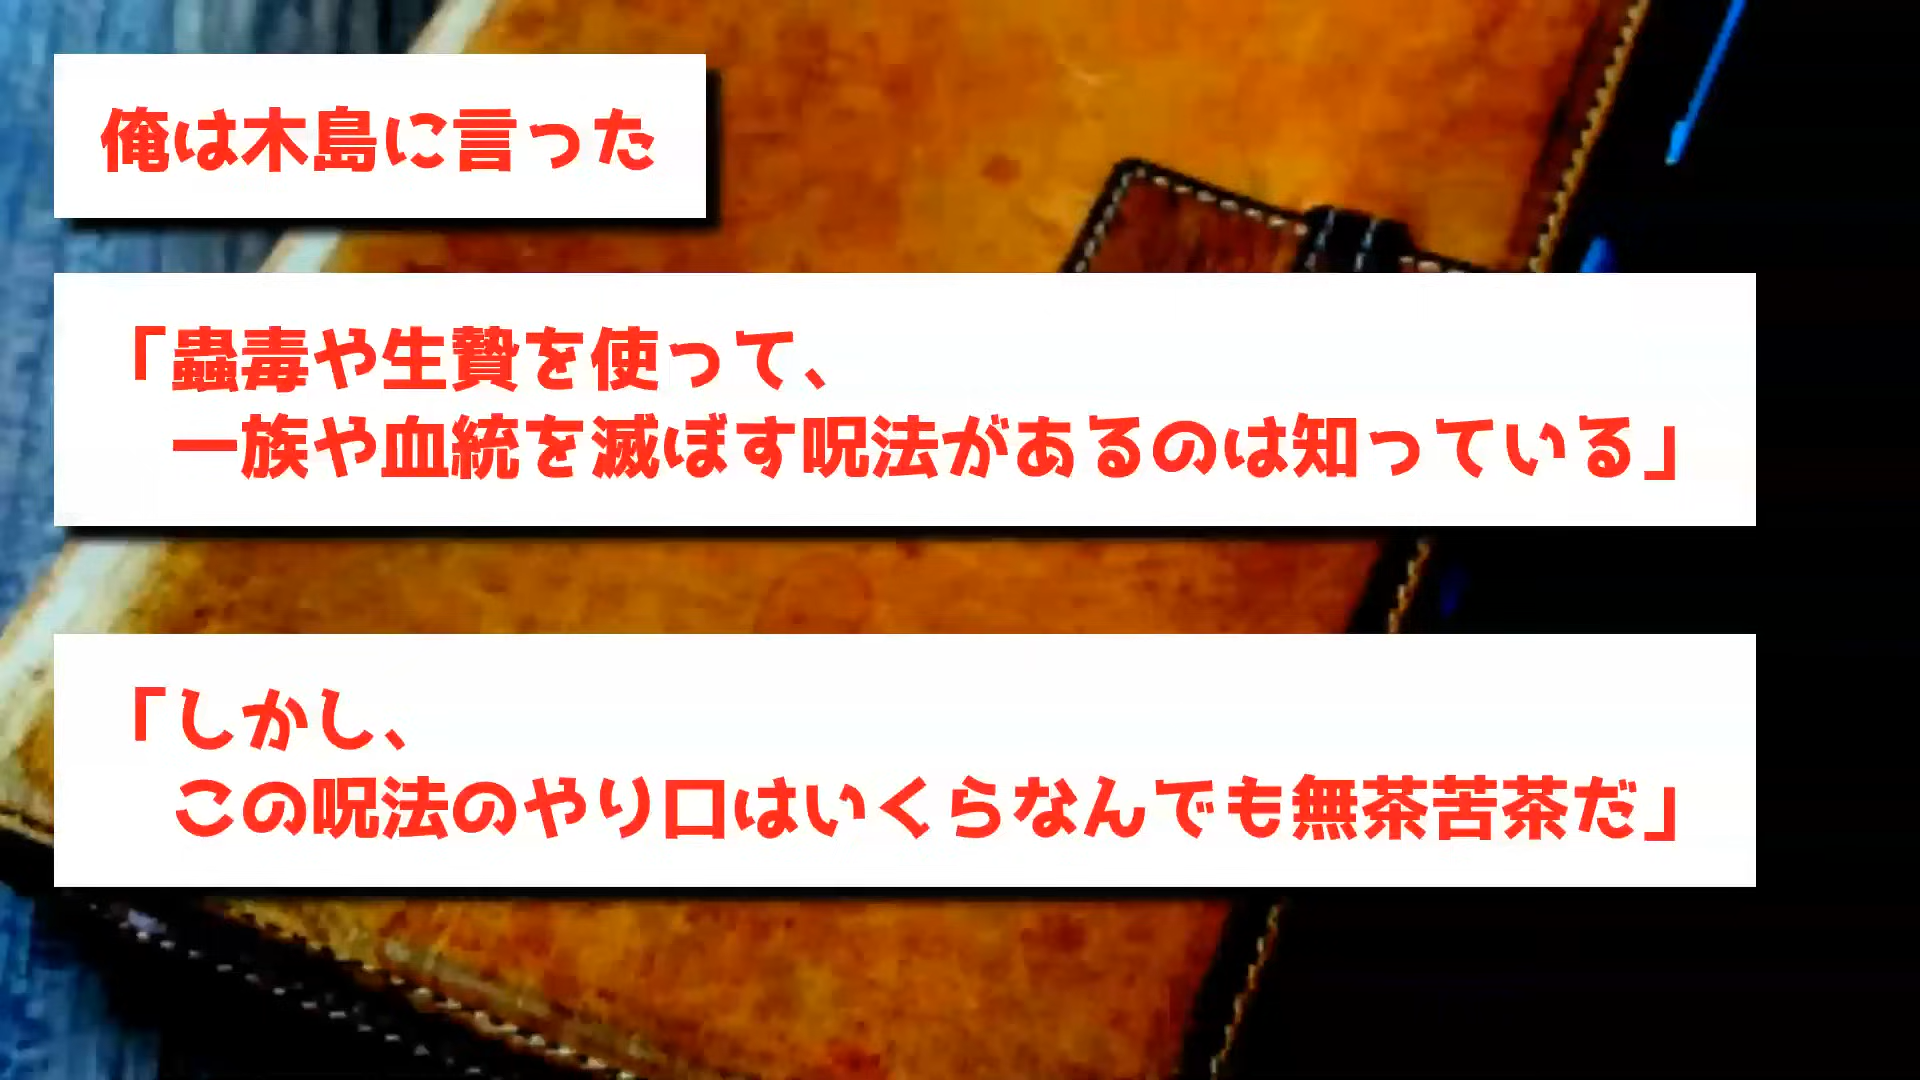 俺は木島に言った
「蟲毒や生贄を使って、
一族や血統を滅ぼす呪法があるのは知っている」
「しかし、
この呪法のやり口はいくらなんでも無茶苦茶だ」